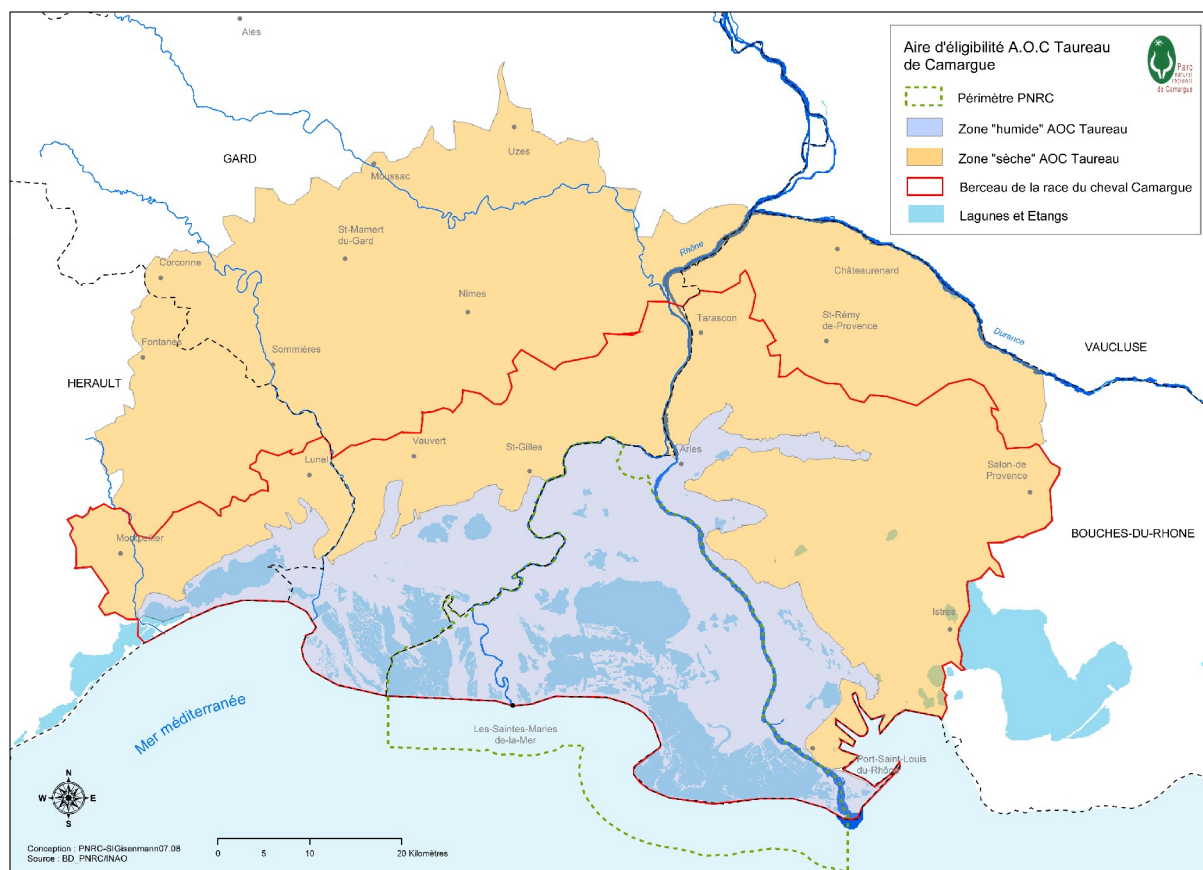 Ales
Aire d'éligibilité A.O.C Taureau
de Camargue
Parc
naturel
régional
de Camargue
Périmètre PNRC
Zone "humide" AOC Taureau
Zone "sèche" AOC Taureau
Berceau de la race du cheval Camargue
Lagunes et Etangs
GARD
Uzes
Moussac
St-Mamert
du-Gard
Rhône
Châteaurenard
Corconne
Nîmes
Tarascon
St-Rémy
de-Provence
Durance
VAUCLUSE
Fontanes
Sommières
HERAULT
Vauvert
St-Gilles
Arles
Lunel
Salon-de
Provence
Montpellier
BOUCHES-DU-RHONE
Istres
Mer méditerranée
Les-Saintes-Maries
de-la-Mer
Port-Saint-Louis
du-Rhône
N
W
E
S
Conception : PNRC-SIGisenmann07.08
Source : BD_PNRC/INAO
0 5 10 20 Kilomètres